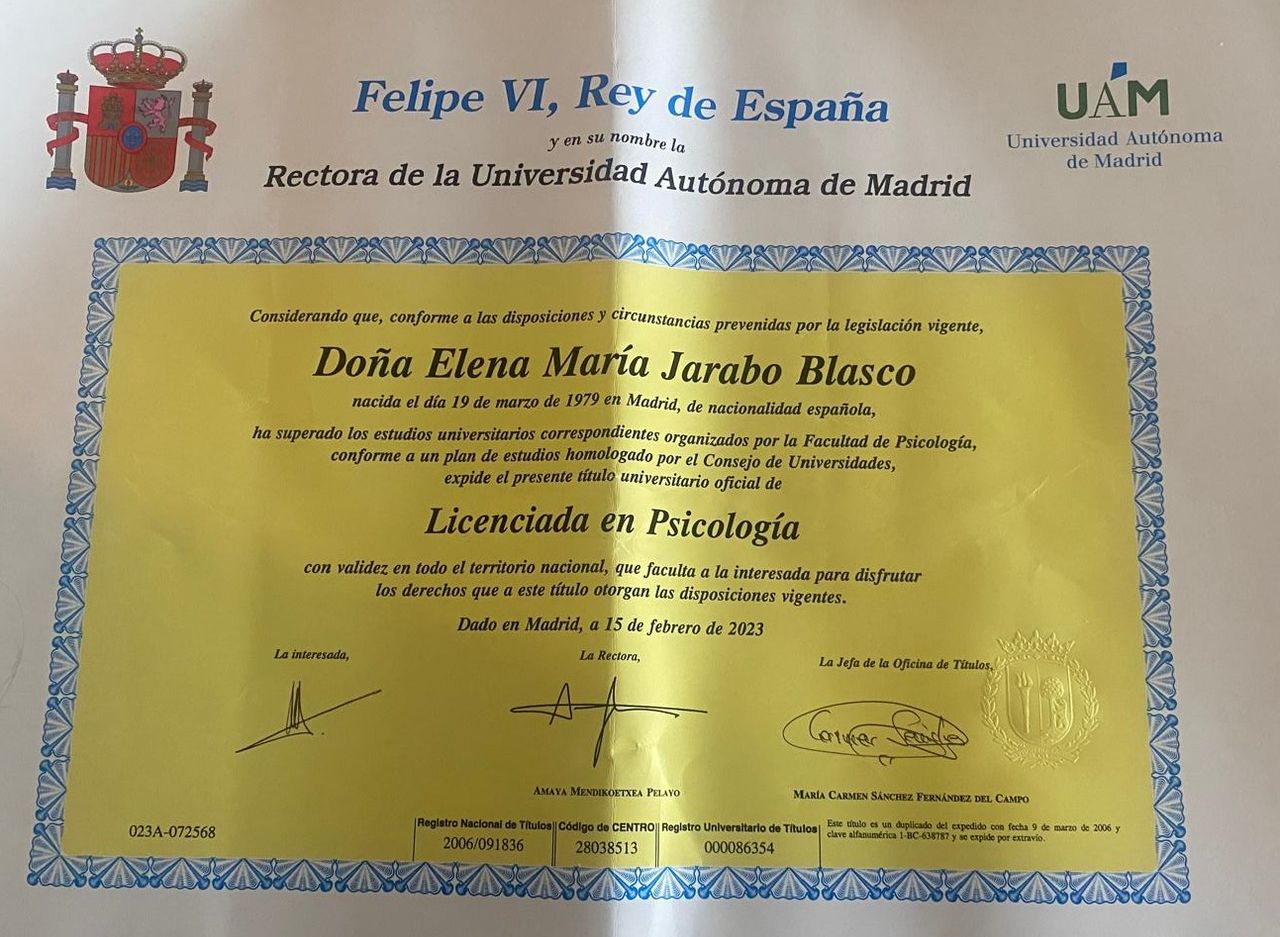 Felipe VI, Rey de España
y en su nombre la
Rectora de la Universidad Autónoma de Madrid
UAM
Universidad Autónoma
de Madrid
Considerando que, conforme a las disposiciones y circunstancias prevenidas por la legislación vigente,
Doña Elena María Jarabo Blasco
nacida el día 19 de marzo de 1979 en Madrid, de nacionalidad española,
ha superado los estudios universitarios correspondientes organizados por la Facultad de Psicología,
conforme a un plan de estudios homologado por el Consejo de Universidades,
expide el presente título universitario oficial de
Licenciada en Psicología
con validez en todo el territorio nacional, que faculta a la interesada para disfrutar
los derechos que a este título otorgan las disposiciones vigentes.
Dado en Madrid, a 15 de febrero de 2023
La interesada,
La Rectora,
La Jefa de la Oficina de Títulos,
AMAYA MENDIKOETXEA PELAYO
MARÍA CARMEN SÁNCHEZ FERNÁNDEZ DEL CAMPO
023A-072568
Registro Nacional de Títulos
2006/091836
Código de CENTRO
28038513
Registro Universitario de Títulos
000086354
Este título es un duplicado del expedido con fecha 9 de marzo de 2006 y
clave alfanumérica 1-BC-638787 y se expide por extravío.